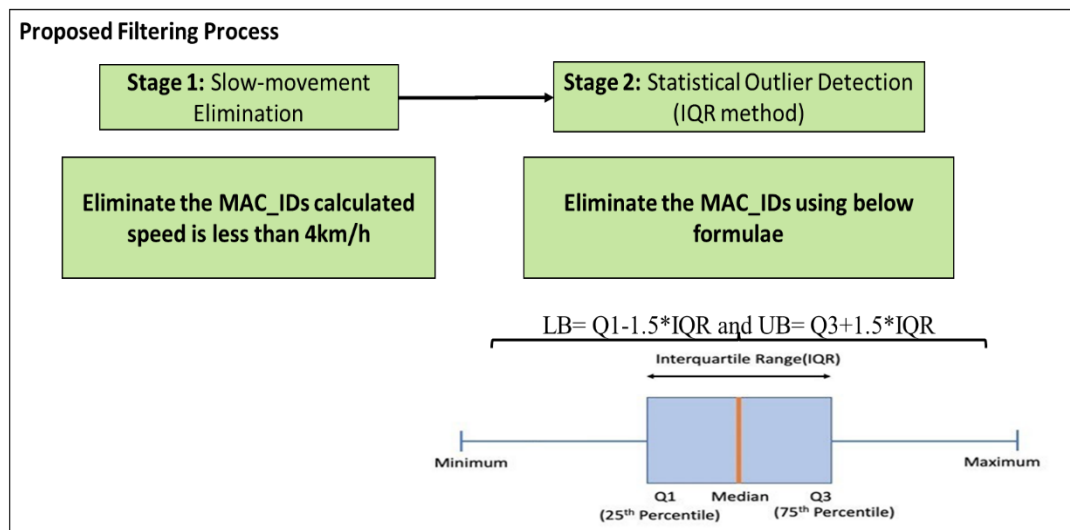 Proposed Filtering Process
Stage 1: Slow-movement
Elimination
Stage 2: Statistical Outlier Detection
(IQR method)
Eliminate the MAC_IDs calculated
speed is less than 4km/h
Eliminate the MAC_IDs using below
formulae
LB= Q1-1.5*IQR and UB= Q3+1.5*IQR
Interquartile Range(IQR)
Minimum
Maximum
Q1
(25th Percentile)
Median
Q3
(75th Percentile)